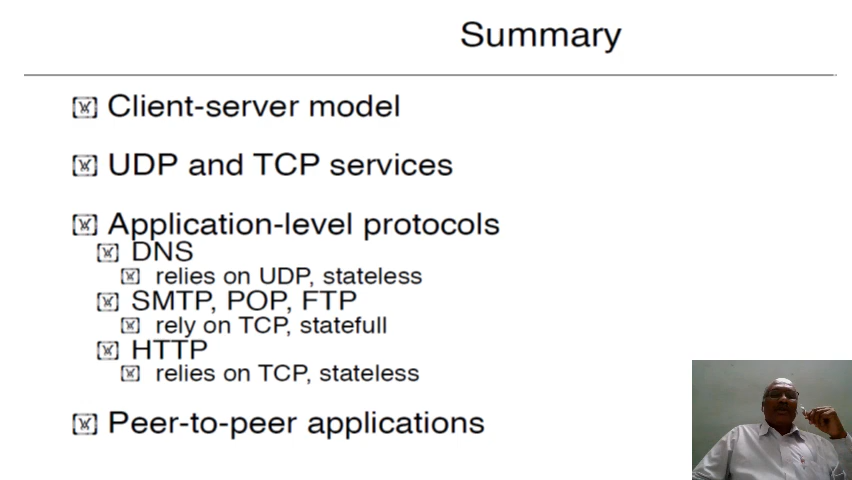 Summary
Client-server model
UDP and TCP services
Application-level protocols
DNS
relies on UDP, stateless
SMTP, POP, FTP
rely on TCP, statefull
HTTP
relies on TCP, stateless
Peer-to-peer applications